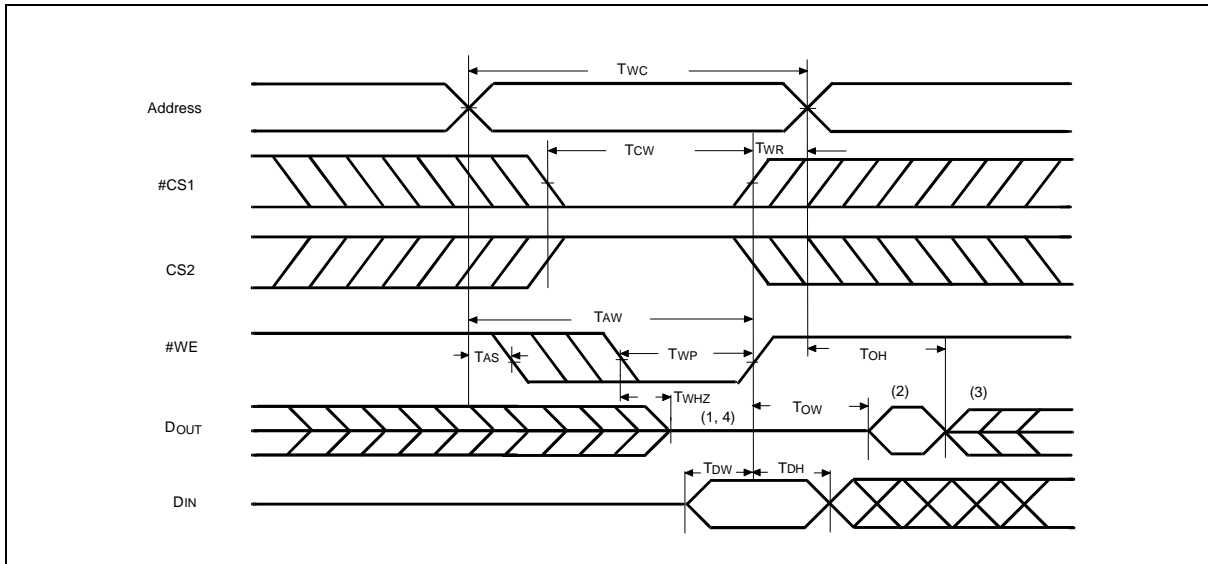 TWC
Address
TCW
TWR
#CS1
CS2
TAW
#WE
TAS
TWP
TOH
TWHZ
(1, 4)
TOW
(2)
(3)
DOUT
TDW
TDH
DIN